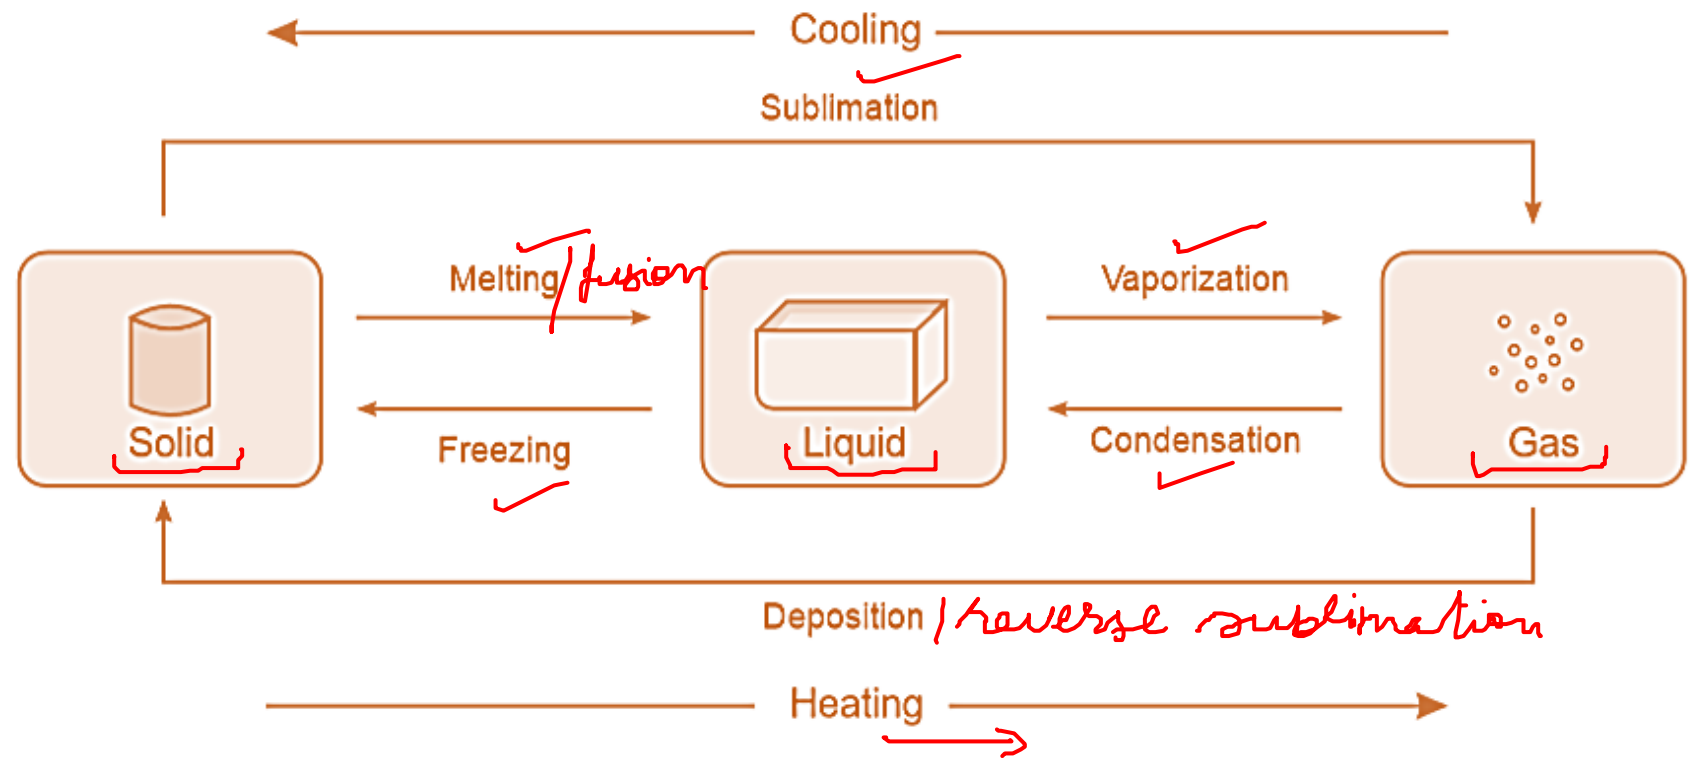 Cooling
Sublimation
Melting/fusion
Vaporization
Solid
Liquid
Gas
Freezing
Condensation
Deposition/reverse sublimation
Heating